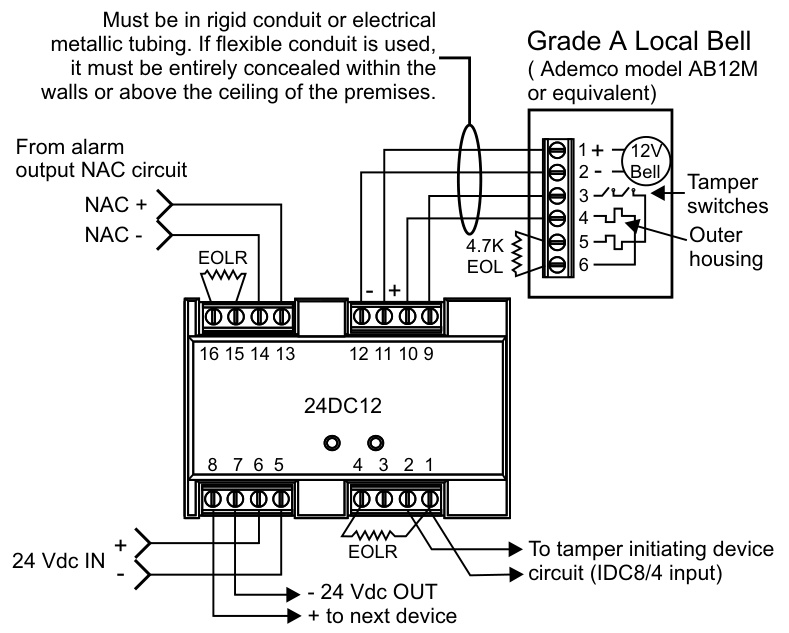 Must be in rigid conduit or electrical
metallic tubing. If flexible conduit is used,
it must be entirely concealed within the
walls or above the ceiling of the premises.
Grade A Local Bell
( Ademco model AB12M
or equivalent)
From alarm
output NAC circuit
NAC +
NAC -
EOLR
1 +
2 -
3
4
5
6
12V
Bell
Tamper
switches
Outer
housing
4.7K
EOL
- +
16 15 14 13
12 11 10 9
24DC12
8 7 6 5
4 3 2 1
EOLR
24 Vdc IN
+
-
To tamper initiating device
circuit (IDC8/4 input)
- 24 Vdc OUT
+ to next device